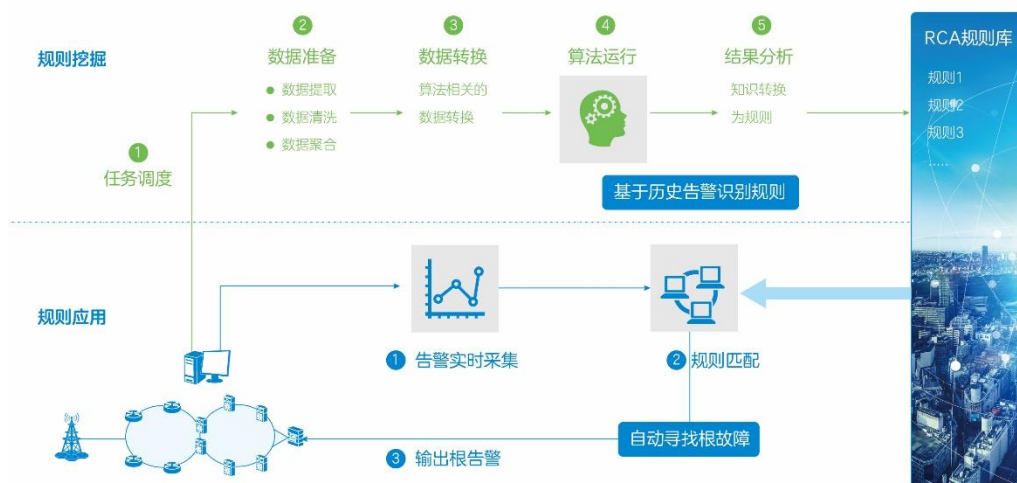 规则挖掘
1
任务调度
2
数据准备
● 数据提取
● 数据清洗
● 数据聚合
3
数据转换
算法相关的
数据转换
4
算法运行
5
结果分析
知识转换
为规则
基于历史告警识别规则
RCA规则库
规则1
规则2
规则3
.....
规则应用
1 告警实时采集
2 规则匹配
自动寻找根故障
3 输出根告警